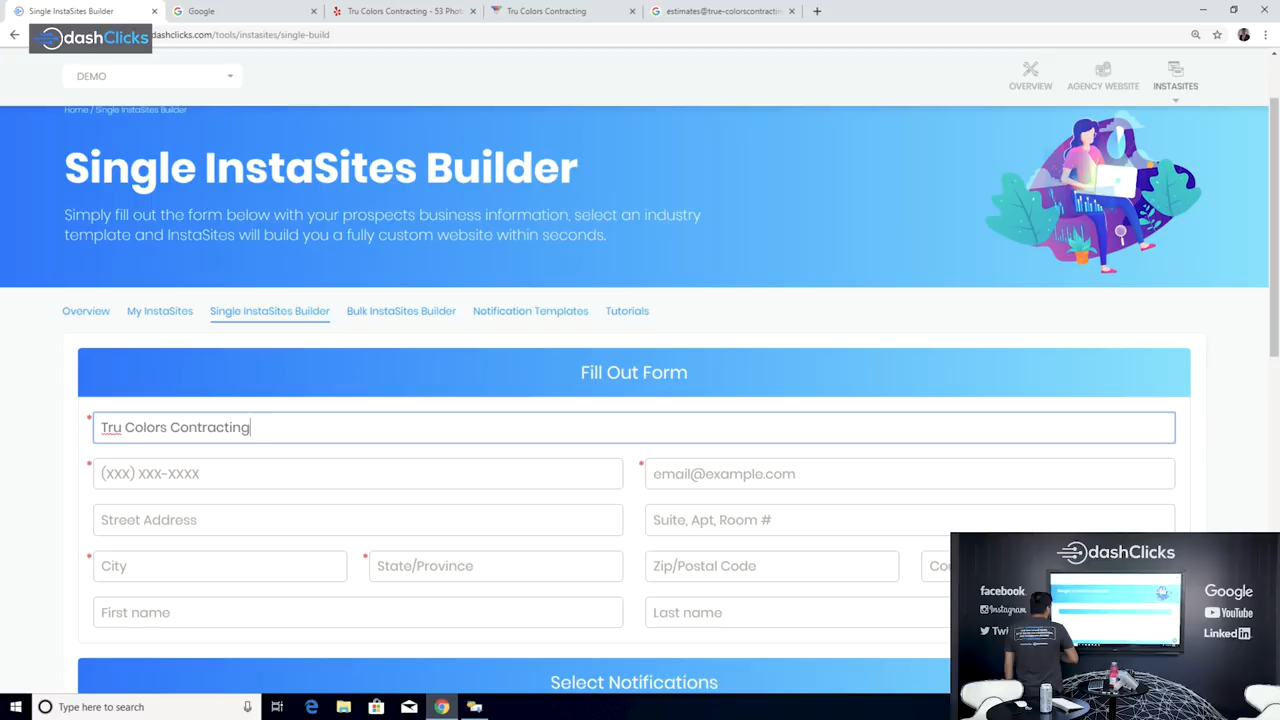 Single InstaSites Builder
Google
Tru Colors Contracting - 53 Phot
Tru Colors Contracting
estimates@true-colorscontractin
dashClicks
dashclicks.com/tools/instasites/single-build
DEMO
OVERVIEW
AGENCY WEBSITE
INSTASITES
Home / Single InstaSites Builder
Single InstaSites Builder
Simply fill out the form below with your prospects business information, select an industry
template and InstaSites will build you a fully custom website within seconds.
Overview
My InstaSites
Single InstaSites Builder
Bulk InstaSites Builder
Notification Templates
Tutorials
Fill Out Form
* Tru Colors Contracting
* (XXX) XXX-XXXX
* email@example.com
Street Address
Suite, Apt, Room #
* City
* State/Province
Zip/Postal Code
Cou
First name
Last name
Select Notifications
dashClicks
facebook
Instagram
Twi
Google
YouTube
LinkedIn
Type here to search